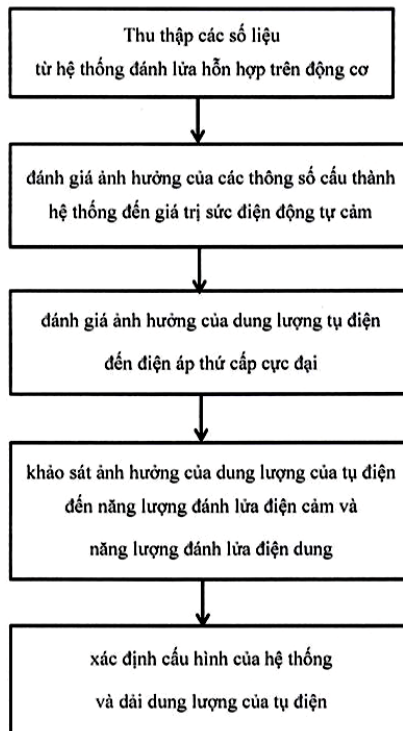 Thu thập các số liệu
từ hệ thống đánh lửa hỗn hợp trên động cơ
đánh giá ảnh hưởng của các thông số cấu thành
hệ thống đến giá trị sức điện động tự cảm
đánh giá ảnh hưởng của dung lượng tụ điện
đến điện áp thứ cấp cực đại
khảo sát ảnh hưởng của dung lượng của tụ điện
đến năng lượng đánh lửa điện cảm và
năng lượng đánh lửa điện dung
xác định cấu hình của hệ thống
và dải dung lượng của tụ điện